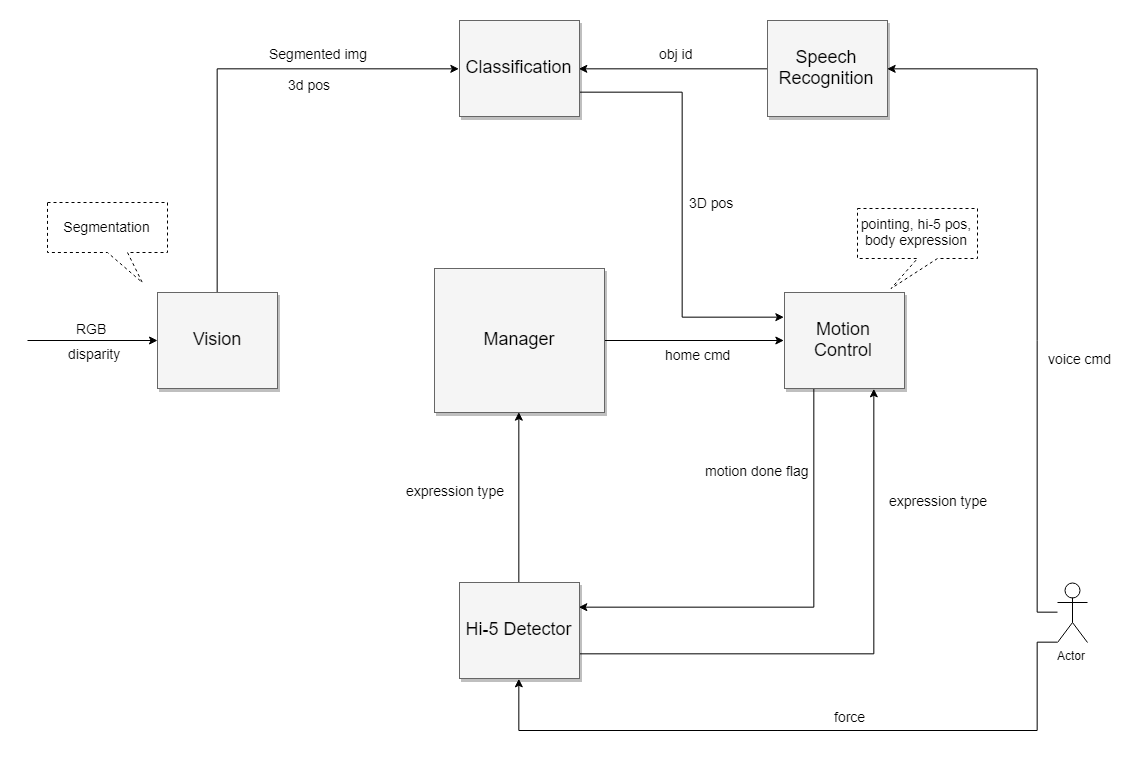 Segmented img
3d pos
Classification
obj id
Speech
Recognition
3D pos
Segmentation
pointing, hi-5 pos,
body expression
RGB
disparity
Vision
Manager
home cmd
Motion
Control
voice cmd
motion done flag
expression type
expression type
Hi-5 Detector
Actor
force